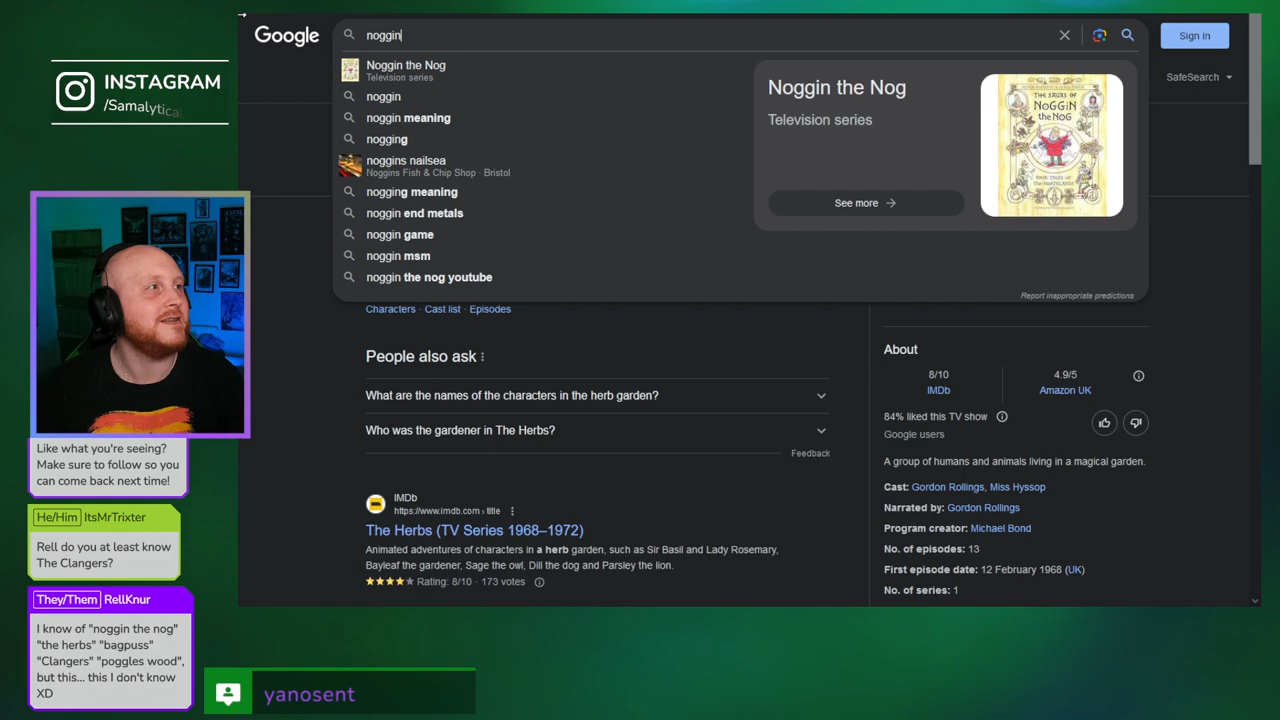 INSTAGRAM
/Samalytical
Like what you're seeing?
Make sure to follow so you
can come back next time!
He/Him ItsMrTrixter
Rell do you at least know
The Clangers?
They/Them RellKnur
I know of "noggin the nog"
"the herbs" "bagpuss"
"Clangers" "poggles wood",
but this... this I don't know
XD
yanosent
Google
noggin
Sign in
SafeSearch
Noggin the Nog
Television series
noggin
noggin meaning
nogging
noggins nailsea
Noggins Fish & Chip Shop · Bristol
nogging meaning
noggin end metals
noggin game
noggin msm
noggin the nog youtube
Noggin the Nog
Television series
See more
THE SAGAS OF
NOGGIN
THE NOG
Report inappropriate predictions
Characters · Cast list · Episodes
People also ask
What are the names of the characters in the herb garden?
Who was the gardener in The Herbs?
Feedback
IMDb
https://www.imdb.com › title
The Herbs (TV Series 1968–1972)
Animated adventures of characters in a herb garden, such as Sir Basil and Lady Rosemary,
Bayleaf the gardener, Sage the owl, Dill the dog and Parsley the lion.
Rating: 8/10 · 173 votes
About
8/10
IMDb
4.9/5
Amazon UK
84% liked this TV show
Google users
A group of humans and animals living in a magical garden.
Cast: Gordon Rollings, Miss Hyssop
Narrated by: Gordon Rollings
Program creator: Michael Bond
No. of episodes: 13
First episode date: 12 February 1968 (UK)
No. of series: 1